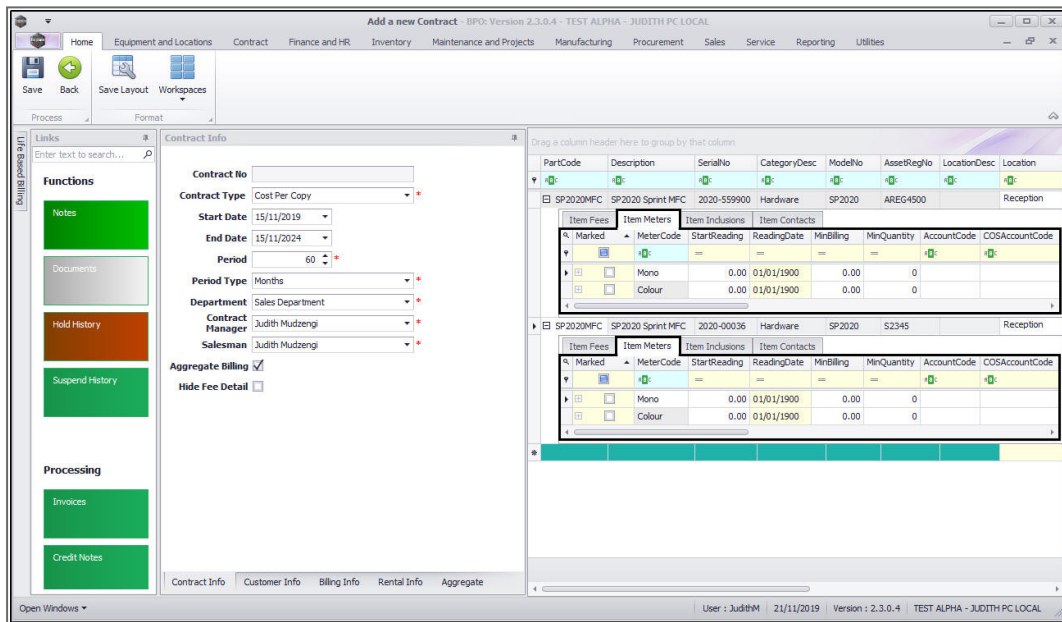 Add a new Contract - BPO: Version 2.3.0.4 - TEST ALPHA - JUDITH PC LOCAL
Home Equipment and Locations Contract Finance and HR Inventory Maintenance and Projects Manufacturing Procurement Sales Service Reporting Utilities
Save Back Save Layout Workspaces
Process Format
Life Based Billing
Links
Enter text to search...
Functions
Notes
Documents
Hold History
Suspend History
Processing
Invoices
Credit Notes
Contract Info
Contract No
Contract Type Cost Per Copy *
Start Date 15/11/2019
End Date 15/11/2024
Period 60 *
Period Type Months *
Department Sales Department *
Contract
Manager Judith Mudzengi *
Salesman Judith Mudzengi *
Aggregate Billing
Hide Fee Detail
Contract Info Customer Info Billing Info Rental Info Aggregate
Drag a column header here to group by that column
PartCode Description SerialNo CategoryDesc ModelNo AssetRegNo LocationDesc Location
SP2020MFC SP2020 Sprint MFC 2020-559900 Hardware SP2020 AREG4500 Reception
Item Fees Item Meters Item Inclusions Item Contacts
Marked MeterCode StartReading ReadingDate MinBilling MinQuantity AccountCode COSAccountCode
= = = =
Mono 0.00 01/01/1900 0.00 0
Colour 0.00 01/01/1900 0.00 0
SP2020MFC SP2020 Sprint MFC 2020-00036 Hardware SP2020 S2345 Reception
Item Fees Item Meters Item Inclusions Item Contacts
Marked MeterCode StartReading ReadingDate MinBilling MinQuantity AccountCode COSAccountCode
= = = =
Mono 0.00 01/01/1900 0.00 0
Colour 0.00 01/01/1900 0.00 0
Open Windows
User : JudithM 21/11/2019 Version : 2.3.0.4 TEST ALPHA - JUDITH PC LOCAL